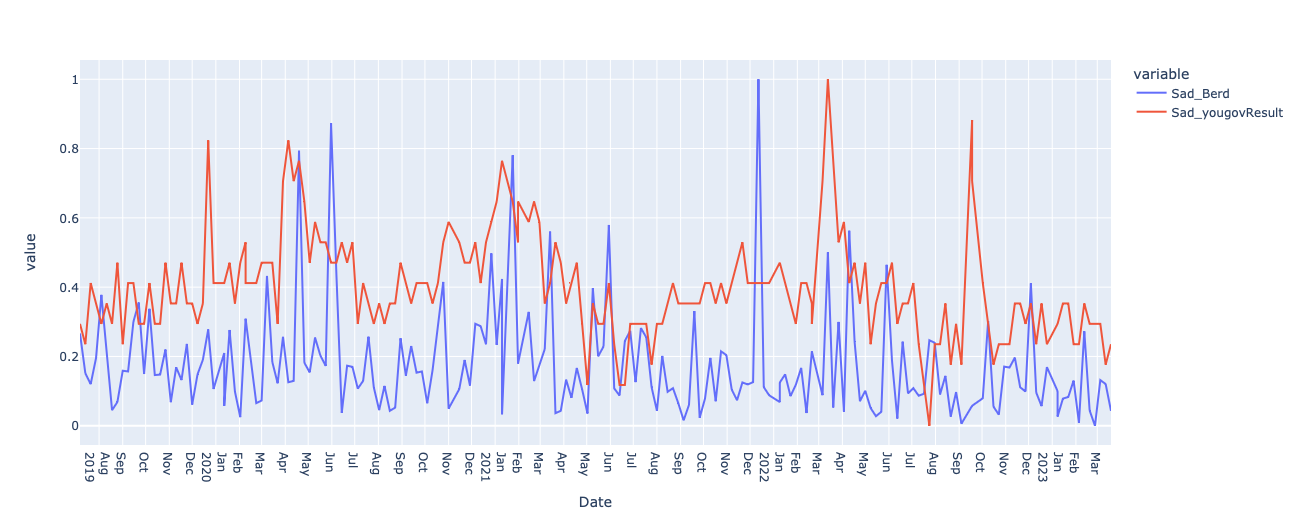 variable
Sad_Berd
Sad_yougovResult
value
1
0.8
0.6
0.4
0.2
0
2019 Aug Sep Oct Nov Dec 2020 Jan Feb Mar Apr May Jun Jul Aug Sep Oct Nov Dec 2021 Jan Feb Mar Apr May Jun Jul Aug Sep Oct Nov Dec 2022 Jan Feb Mar Apr May Jun Jul Aug Sep Oct Nov Dec 2023 Jan Feb Mar
Date